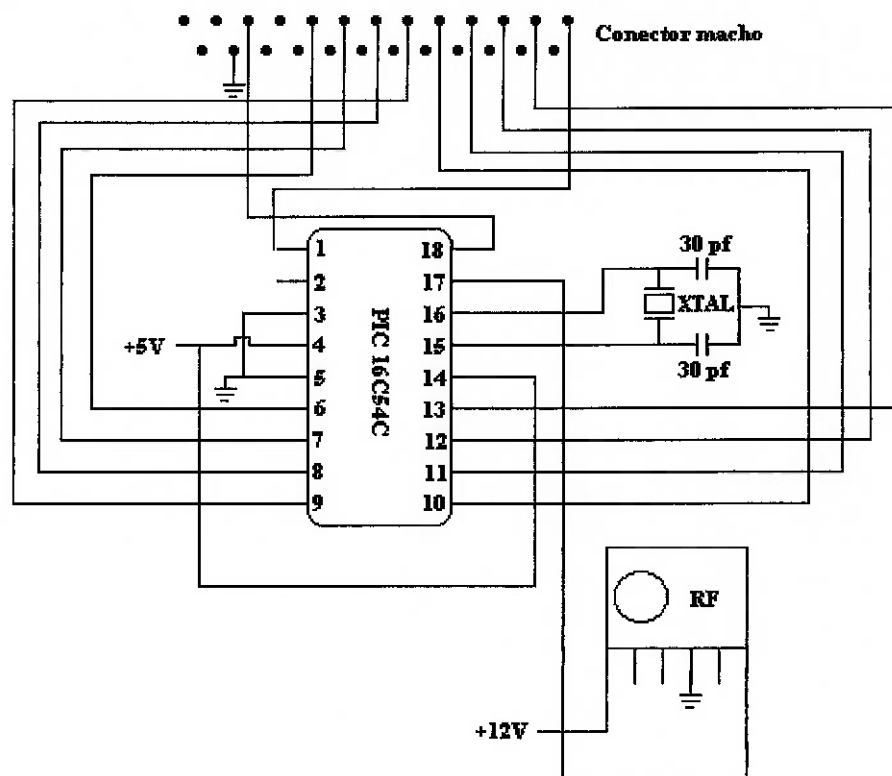 Conector macho
1 18
2 17
3 16
4 15
5 14
6 13
7 12
8 11
9 10
PIC 16C54C
+5V
30 pf
XTAL
30 pf
RF
+12V